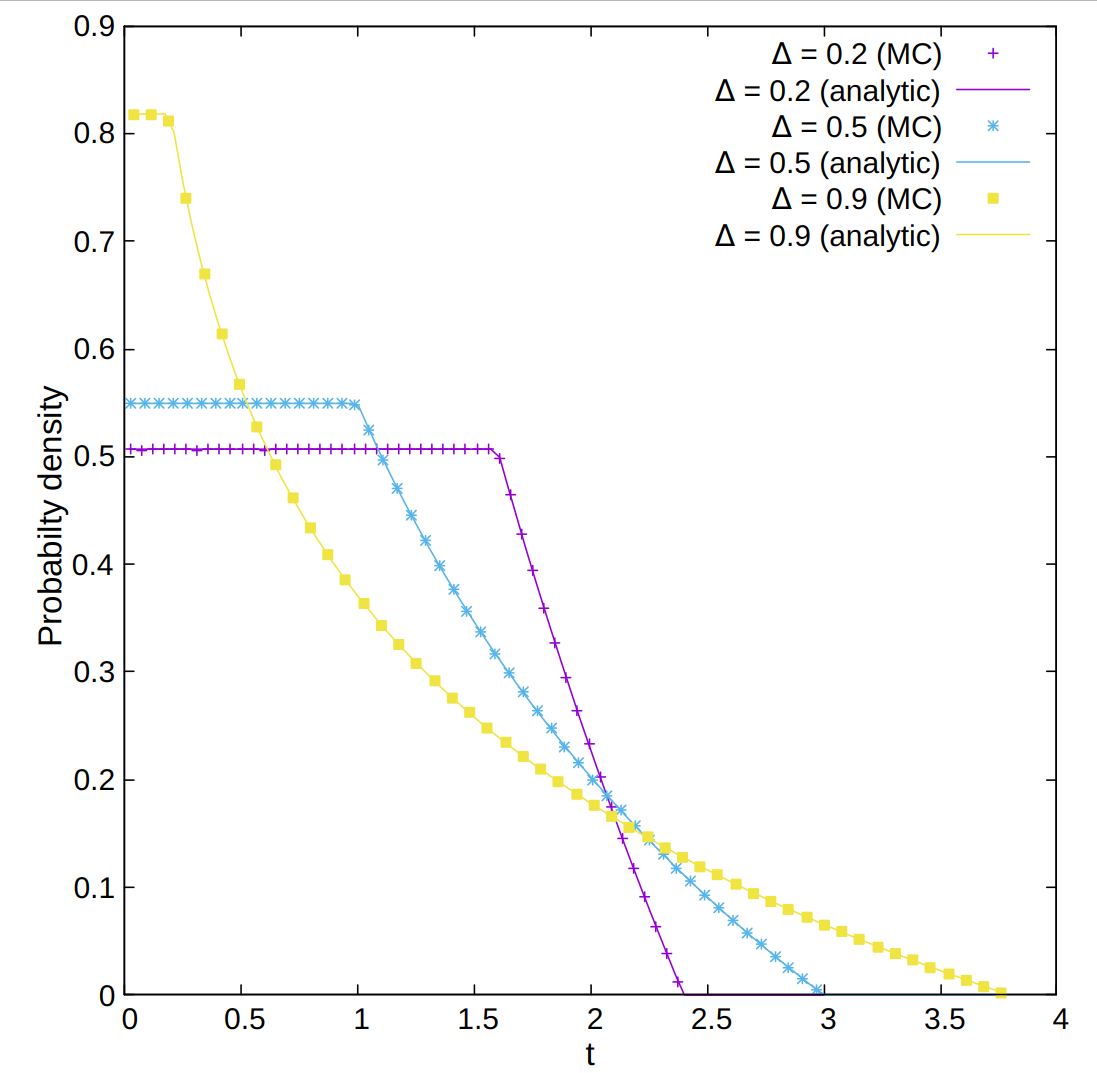 0.9
0.8
0.7
0.6
0.5
0.4
0.3
0.2
0.1
0
Probabilty density
Δ = 0.2 (MC)
Δ = 0.2 (analytic)
Δ = 0.5 (MC)
Δ = 0.5 (analytic)
Δ = 0.9 (MC)
Δ = 0.9 (analytic)
0 0.5 1 1.5 2 2.5 3 3.5 4
t